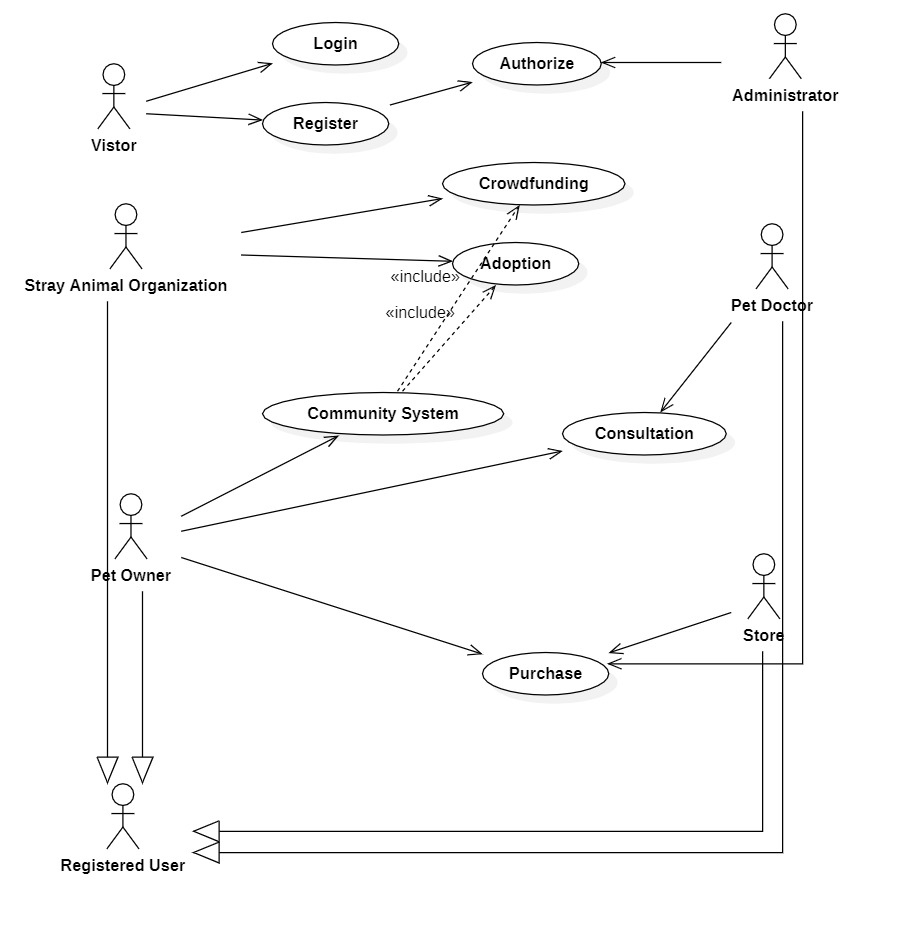 Login
Authorize
Administrator
Vistor
Register
Crowdfunding
Stray Animal Organization
Adoption
«include»
Pet Doctor
«include»
Community System
Consultation
Pet Owner
Store
Purchase
Registered User